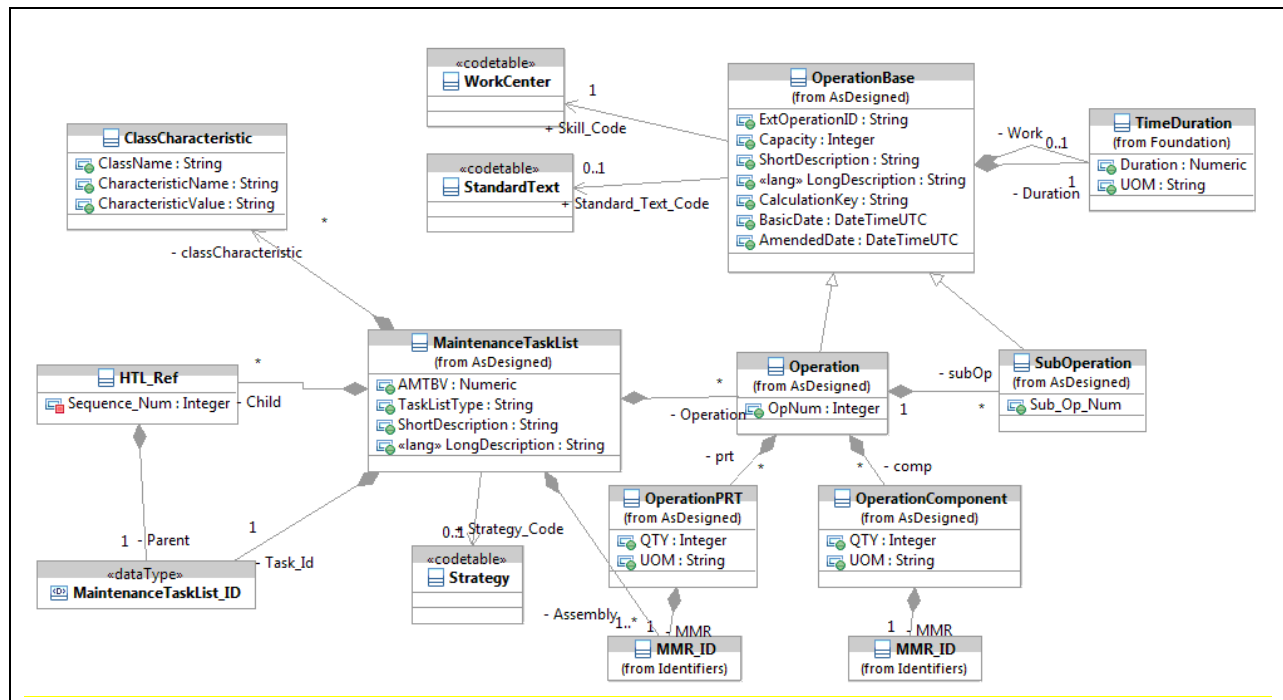 «codetable»
WorkCenter
1
+ Skill_Code
OperationBase
(from AsDesigned)
ExtOperationID : String
Capacity : Integer
ShortDescription : String
«lang» LongDescription : String
CalculationKey : String
BasicDate : DateTimeUTC
AmendedDate : DateTimeUTC
- Work
0..1
1
- Duration
TimeDuration
(from Foundation)
Duration : Numeric
UOM : String
ClassCharacteristic
ClassName : String
CharacteristicName : String
CharacteristicValue : String
*
- classCharacteristic
«codetable»
StandardText
0..1
+ Standard_Text_Code
HTL_Ref
Sequence_Num : Integer
*
- Child
MaintenanceTaskList
(from AsDesigned)
AMTBV : Numeric
TaskListType : String
ShortDescription : String
«lang» LongDescription : String
*
- Operation
Operation
(from AsDesigned)
OpNum : Integer
- subOp
1
*
SubOperation
(from AsDesigned)
Sub_Op_Num
- prt
*
* - comp
OperationPRT
(from AsDesigned)
QTY : Integer
UOM : String
OperationComponent
(from AsDesigned)
QTY : Integer
UOM : String
1 - Parent
1
- Task_Id
«dataType»
MaintenanceTaskList_ID
0..1
Strategy_Code
«codetable»
Strategy
- Assembly
1..*
1 - MMR
MMR_ID
(from Identifiers)
1 - MMR
MMR_ID
(from Identifiers)